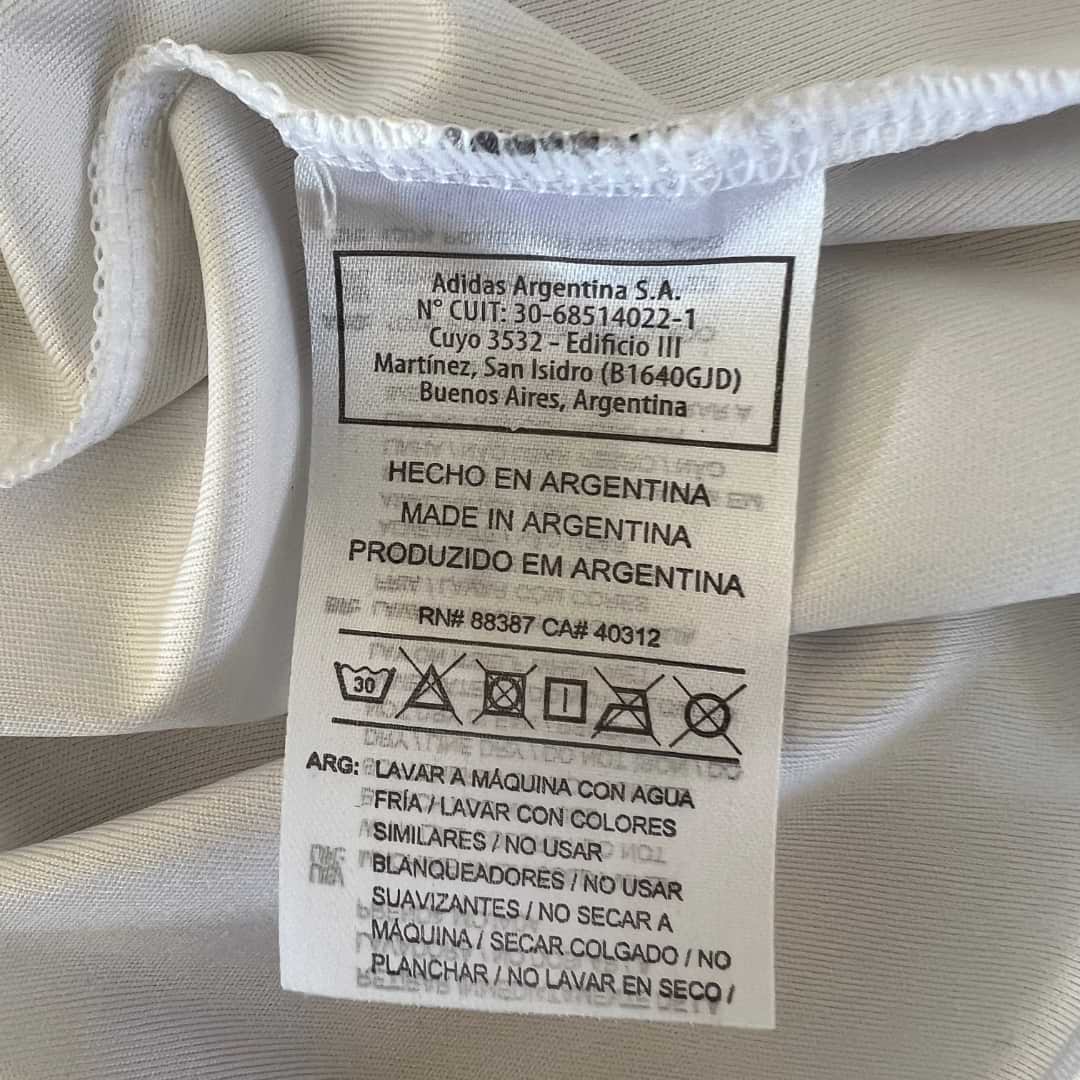 Adidas Argentina S.A.
N° CUIT: 30-68514022-1
Cuyo 3532 - Edificio III
Martínez, San Isidro (B1640GJD)
Buenos Aires, Argentina
HECHO EN ARGENTINA
MADE IN ARGENTINA
PRODUZIDO EM ARGENTINA
RN# 88387 CA# 40312
30
ARG: LAVAR A MÁQUINA CON AGUA
FRÍA / LAVAR CON COLORES
SIMILARES / NO USAR
BLANQUEADORES / NO USAR
SUAVIZANTES / NO SECAR A
MÁQUINA / SECAR COLGADO / NO
PLANCHAR / NO LAVAR EN SECO /